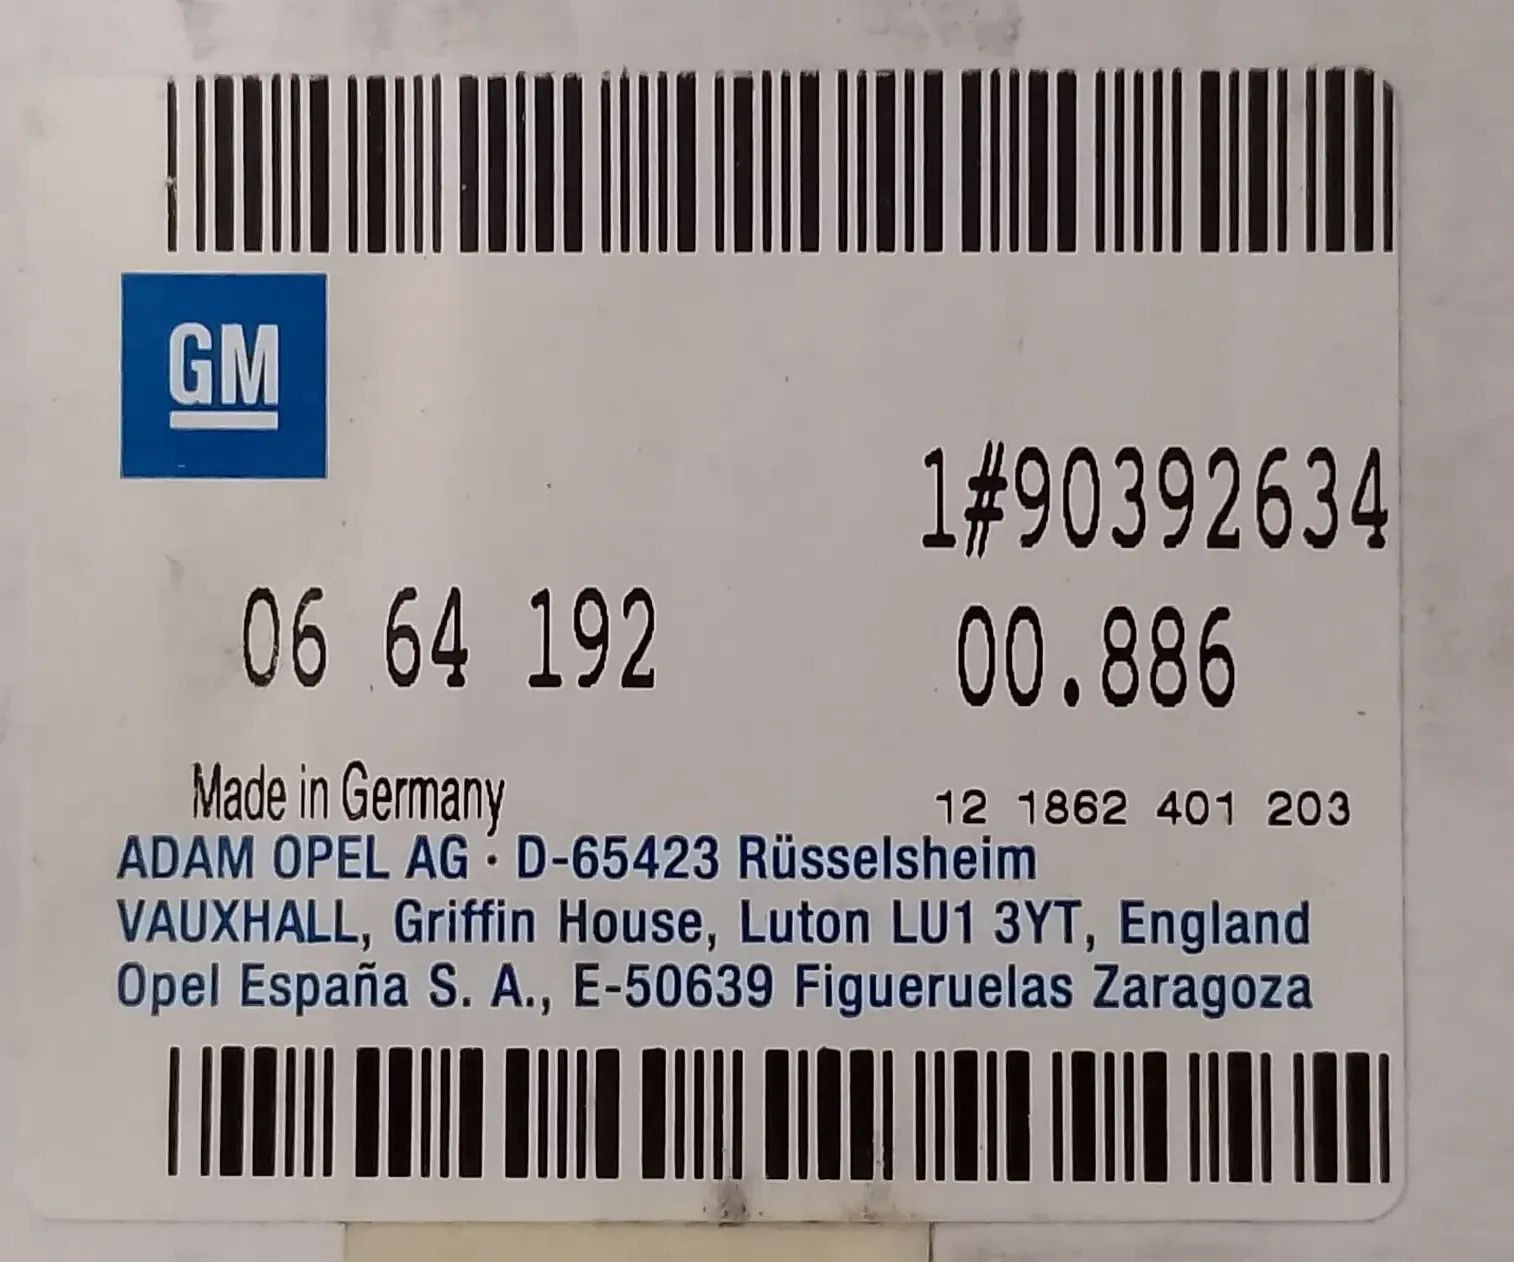 GM
1#90392634
06 64 192 00.886
Made in Germany 12 1862 401 203
ADAM OPEL AG · D-65423 Rüsselsheim
VAUXHALL, Griffin House, Luton LU1 3YT, England
Opel España S. A., E-50639 Figueruelas Zaragoza